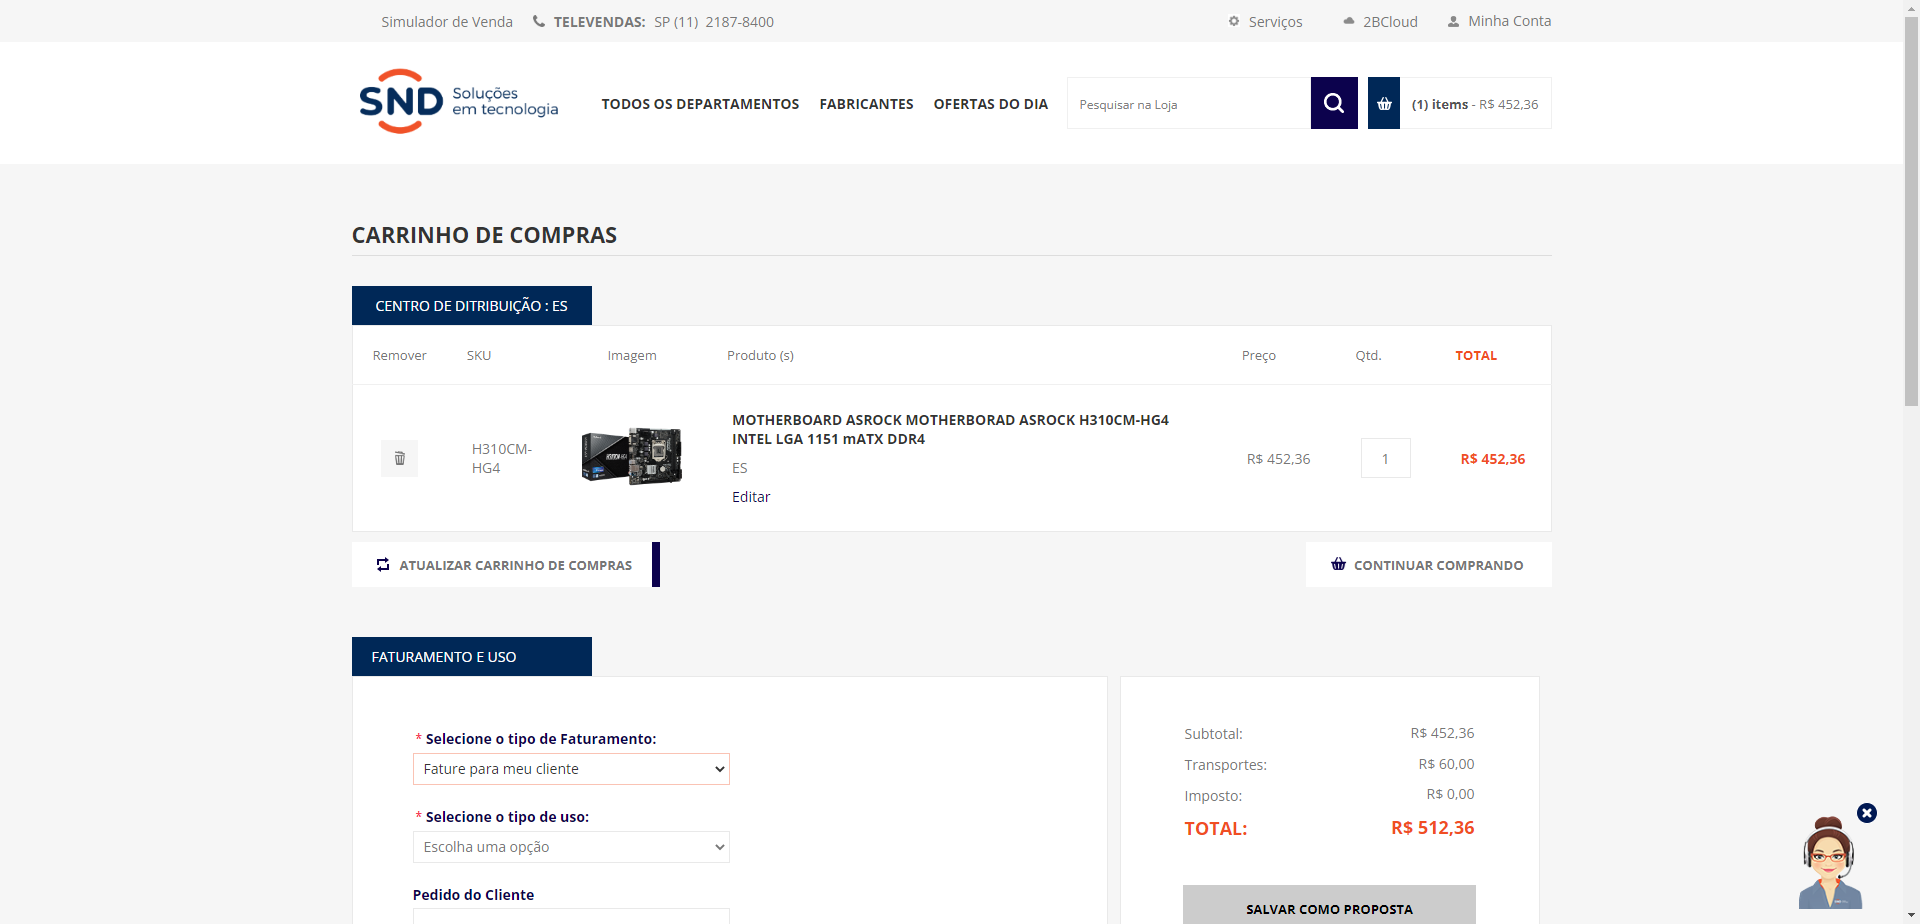 Simulador de Venda TELEVENDAS: SP (11) 2187-8400 Serviços 2BCloud Minha Conta
SND Soluções
em tecnologia
TODOS OS DEPARTAMENTOS FABRICANTES OFERTAS DO DIA Pesquisar na Loja (1) items - R$ 452,36
CARRINHO DE COMPRAS
CENTRO DE DITRIBUIÇÃO : ES
Remover SKU Imagem Produto (s) Preço Qtd. TOTAL
MOTHERBOARD ASROCK MOTHERBORAD ASROCK H310CM-HG4
INTEL LGA 1151 mATX DDR4
H310CM-
HG4
ES
R$ 452,36 1 R$ 452,36
Editar
ATUALIZAR CARRINHO DE COMPRAS CONTINUAR COMPRANDO
FATURAMENTO E USO
* Selecione o tipo de Faturamento:
Fature para meu cliente
* Selecione o tipo de uso:
Escolha uma opção
Pedido do Cliente
Subtotal: R$ 452,36
Transportes: R$ 60,00
Imposto: R$ 0,00
TOTAL: R$ 512,36
SALVAR COMO PROPOSTA